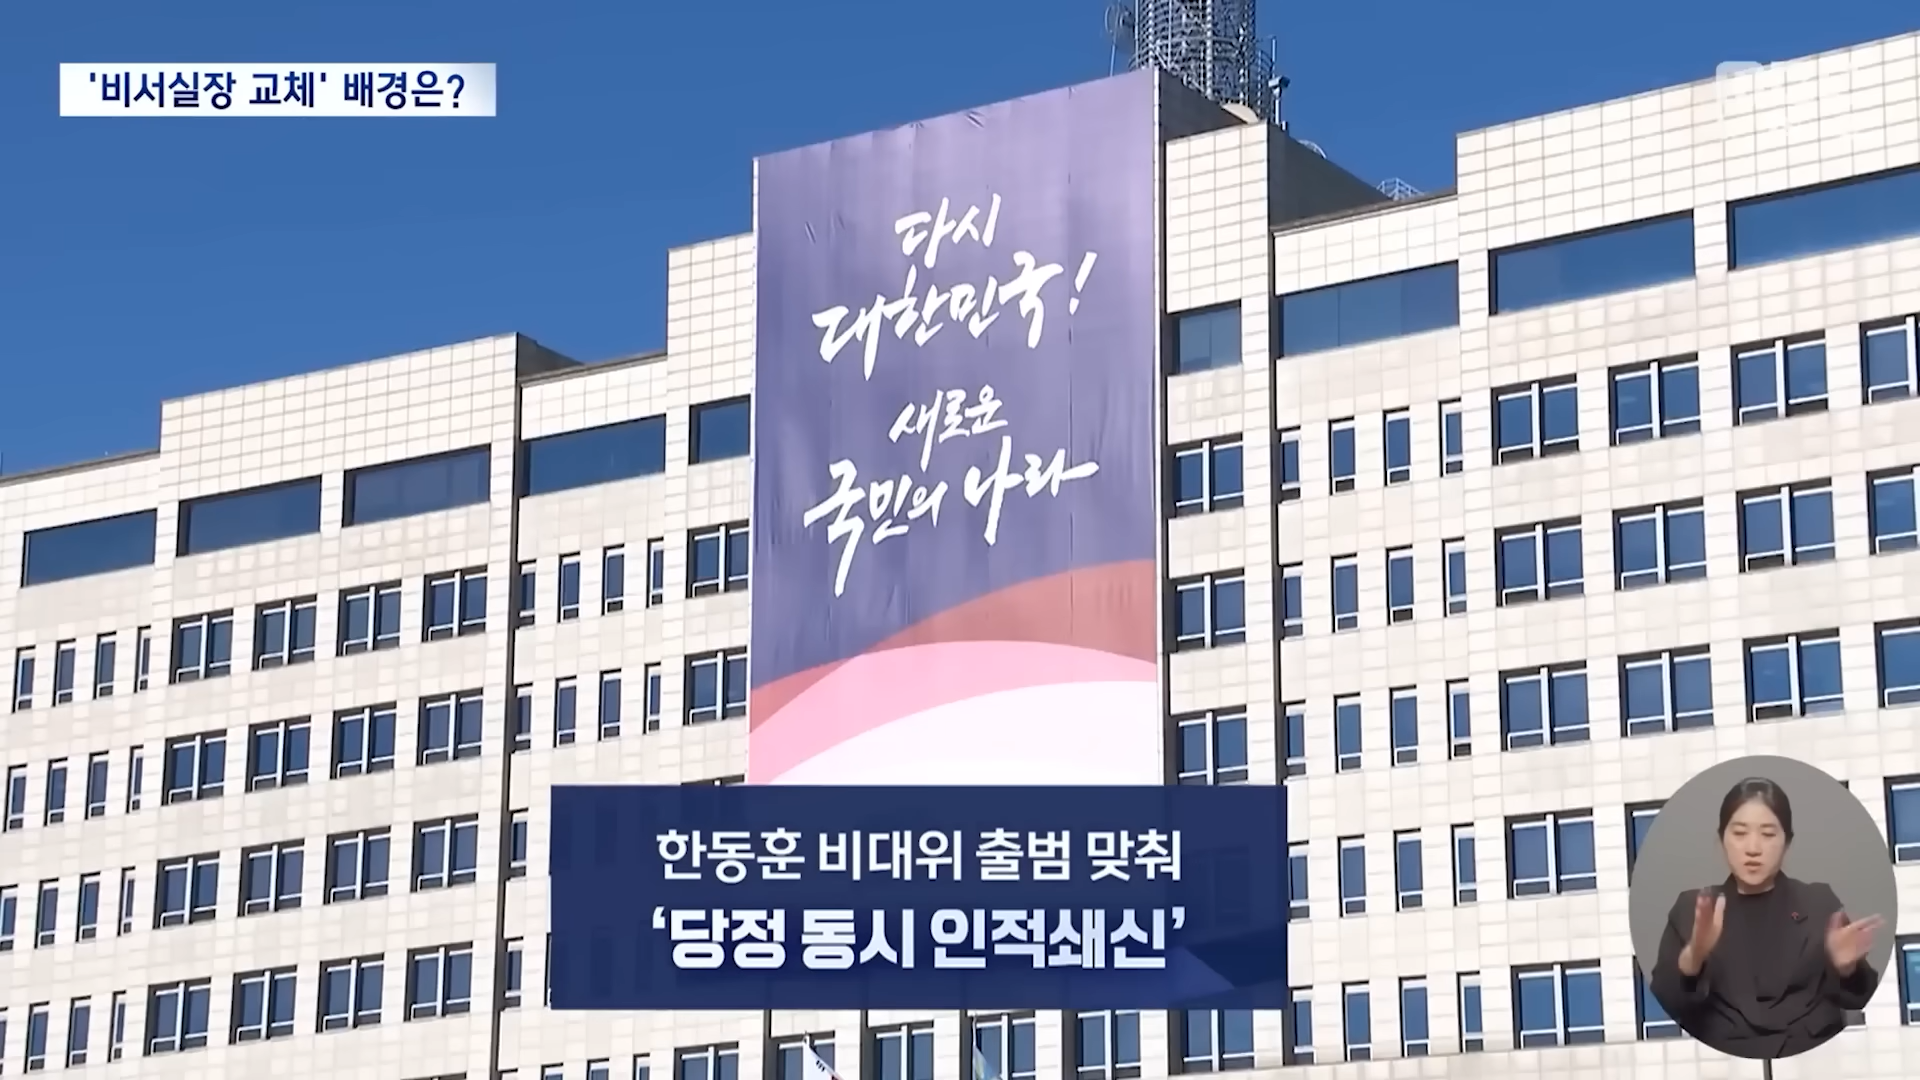 '비서실장 교체' 배경은?
다시
대한민국!
새로운
국민의 나라
한동훈 비대위 출범 맞춰
‘당정 동시 인적쇄신’